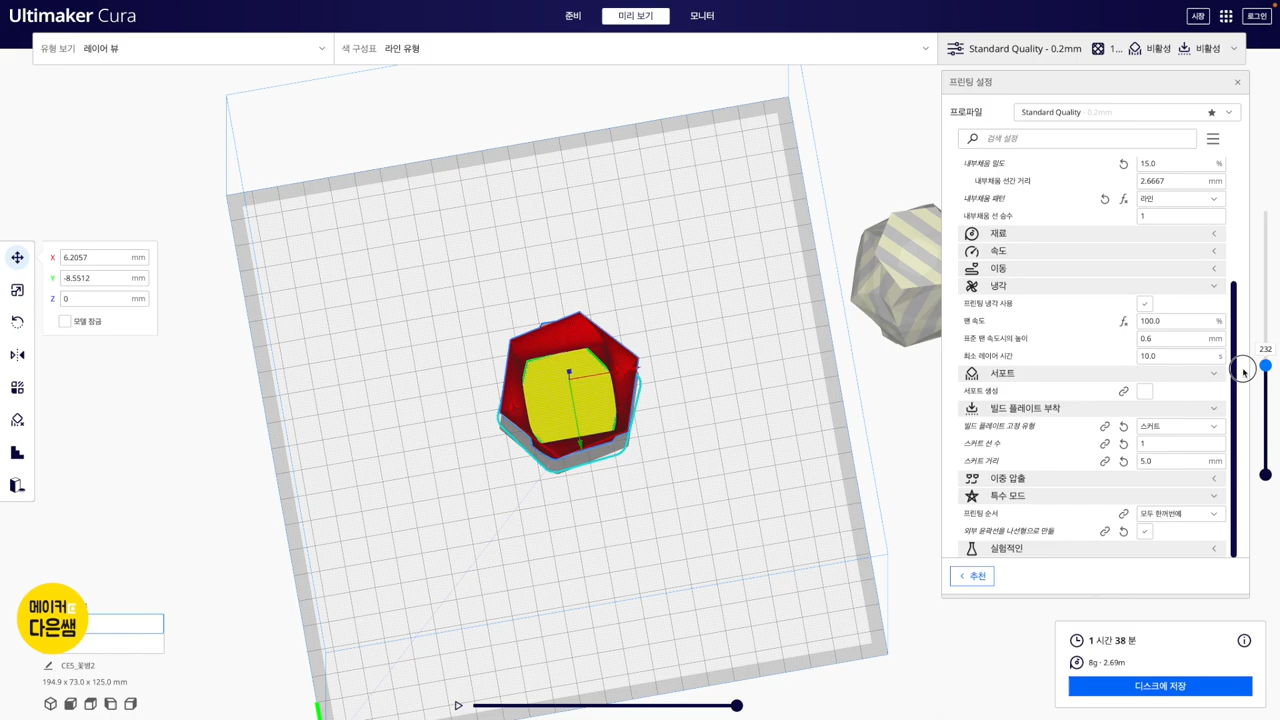 Ultimaker Cura
준비
미리 보기
모니터
시장
로그인
유형 보기 레이어 뷰
색 구성표 라인 유형
Standard Quality - 0.2mm
1...
비활성
비활성
프린팅 설정
프로파일
Standard Quality - 0.2mm
검색 설정
내부채움 밀도 15.0 %
내부채움 선간 거리 2.6667 mm
내부채움 패턴 라인
내부채움 선 승수 1
재료
속도
이동
냉각
프린팅 냉각 사용
팬 속도 100.0 %
표준 팬 속도시의 높이 0.6 mm
최소 레이어 시간 10.0 s
서포트
서포트 생성
빌드 플레이트 부착
빌드 플레이트 고정 유형 스커트
스커트 선 수 1
스커트 거리 5.0 mm
이중 압출
특수 모드
프린팅 순서 모두 한꺼번에
외부 윤곽선을 나선형으로 만듦
실험적인
추천
232
X 6.2057 mm
Y -8.5512 mm
Z 0 mm
모델 잠금
메이커
다은쌤
CE5_꽃병2
194.9 x 73.0 x 125.0 mm
1 시간 38 분
8g · 2.69m
디스크에 저장